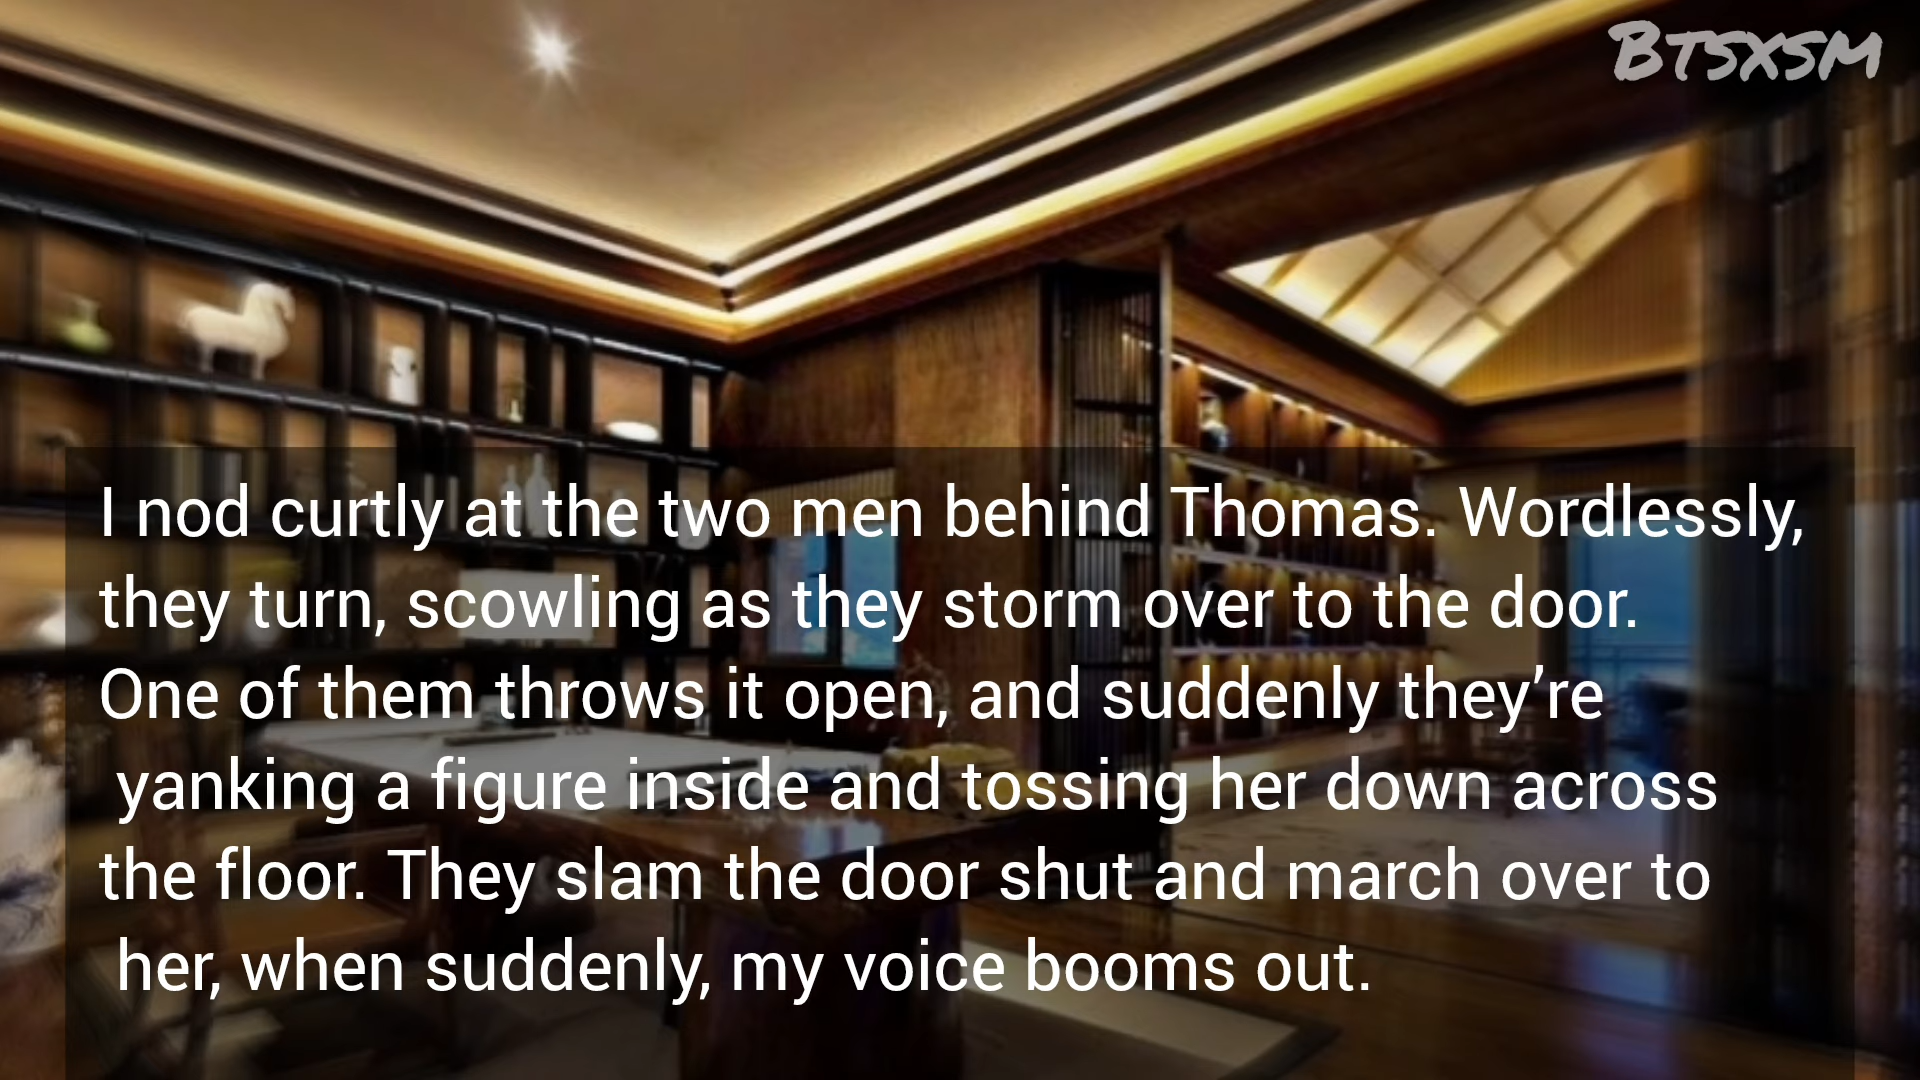 Btsxsm
I nod curtly at the two men behind Thomas. Wordlessly,
they turn, scowling as they storm over to the door.
One of them throws it open, and suddenly they’re
yanking a figure inside and tossing her down across
the floor. They slam the door shut and march over to
her, when suddenly, my voice booms out.